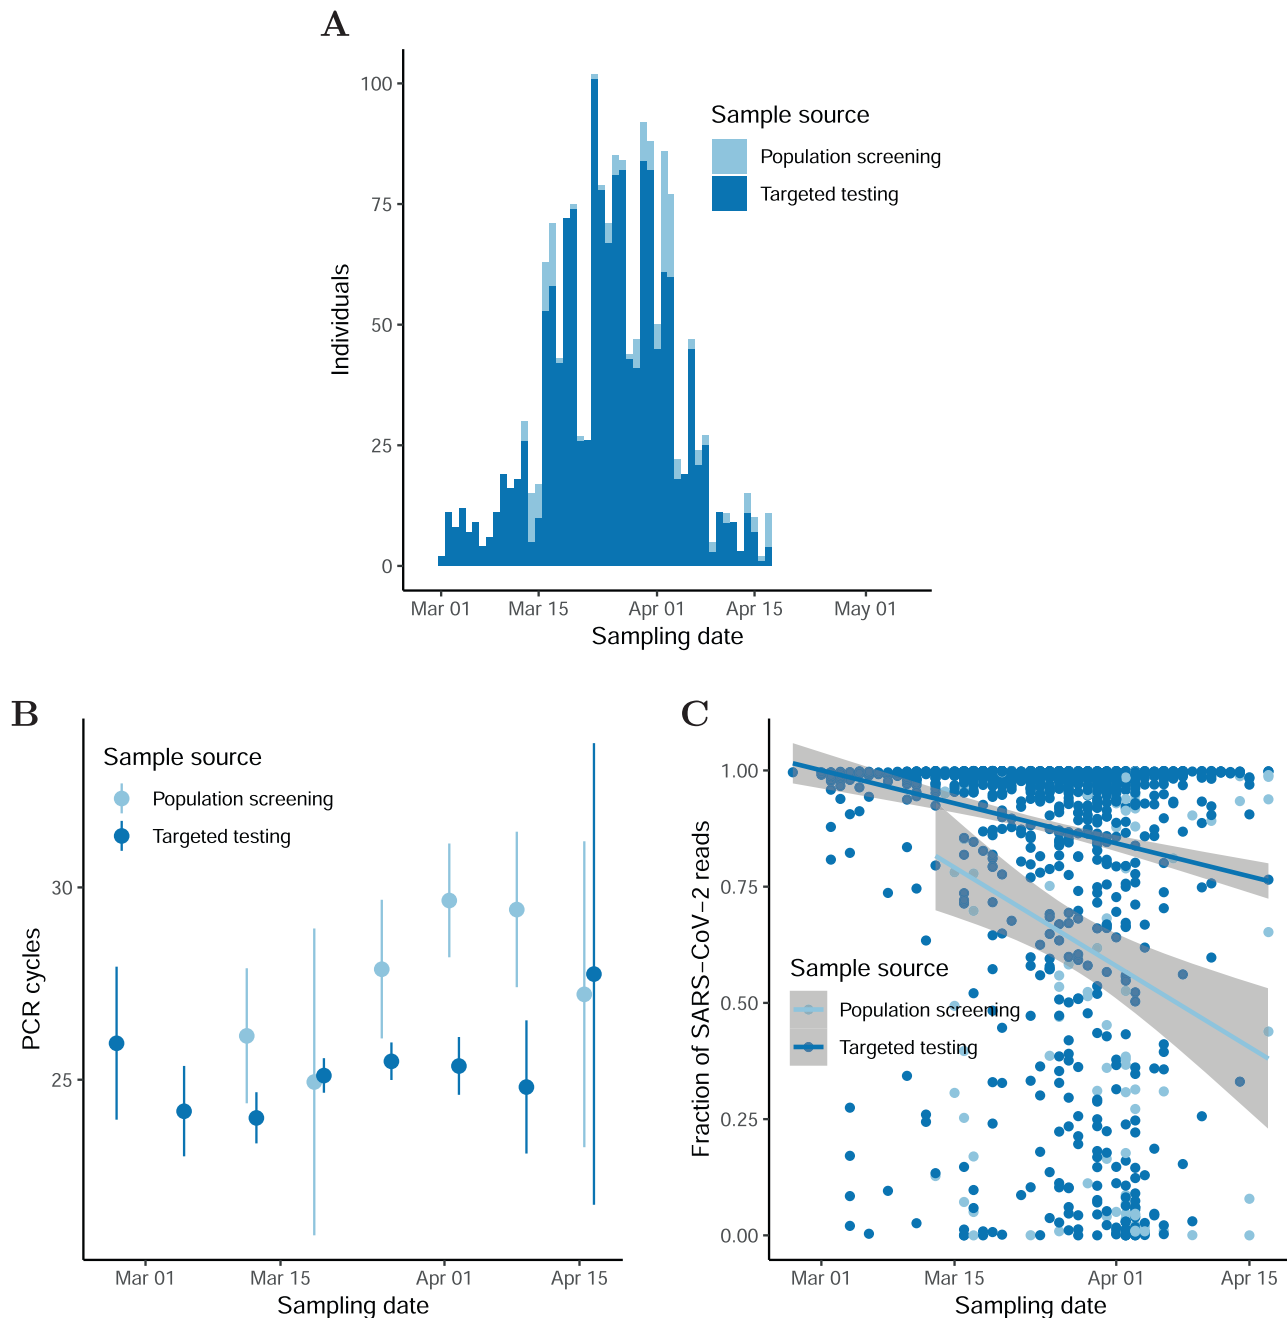 A
100
75
50
25
0
Individuals
Sample source
Population screening
Targeted testing
Mar 01
Mar 15
Apr 01
Apr 15
May 01
Sampling date
B
30
25
PCR cycles
Sample source
Population screening
Targeted testing
Mar 01
Mar 15
Apr 01
Apr 15
Sampling date
C
1.00
0.75
0.50
0.25
0.00
Fraction of SARS−CoV−2 reads
Sample source
Population screening
Targeted testing
Mar 01
Mar 15
Apr 01
Apr 15
Sampling date